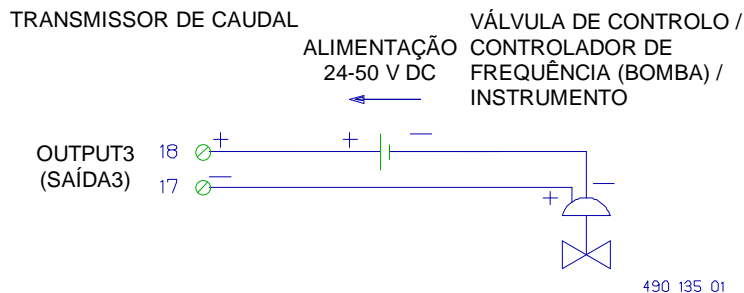 TRANSMISSOR DE CAUDAL
VÁLVULA DE CONTROLO /
CONTROLADOR DE
FREQUÊNCIA (BOMBA) /
INSTRUMENTO
ALIMENTAÇÃO
24-50 V DC
OUTPUT3
(SAÍDA3)
18 + + —
17 — + —
490 135 01